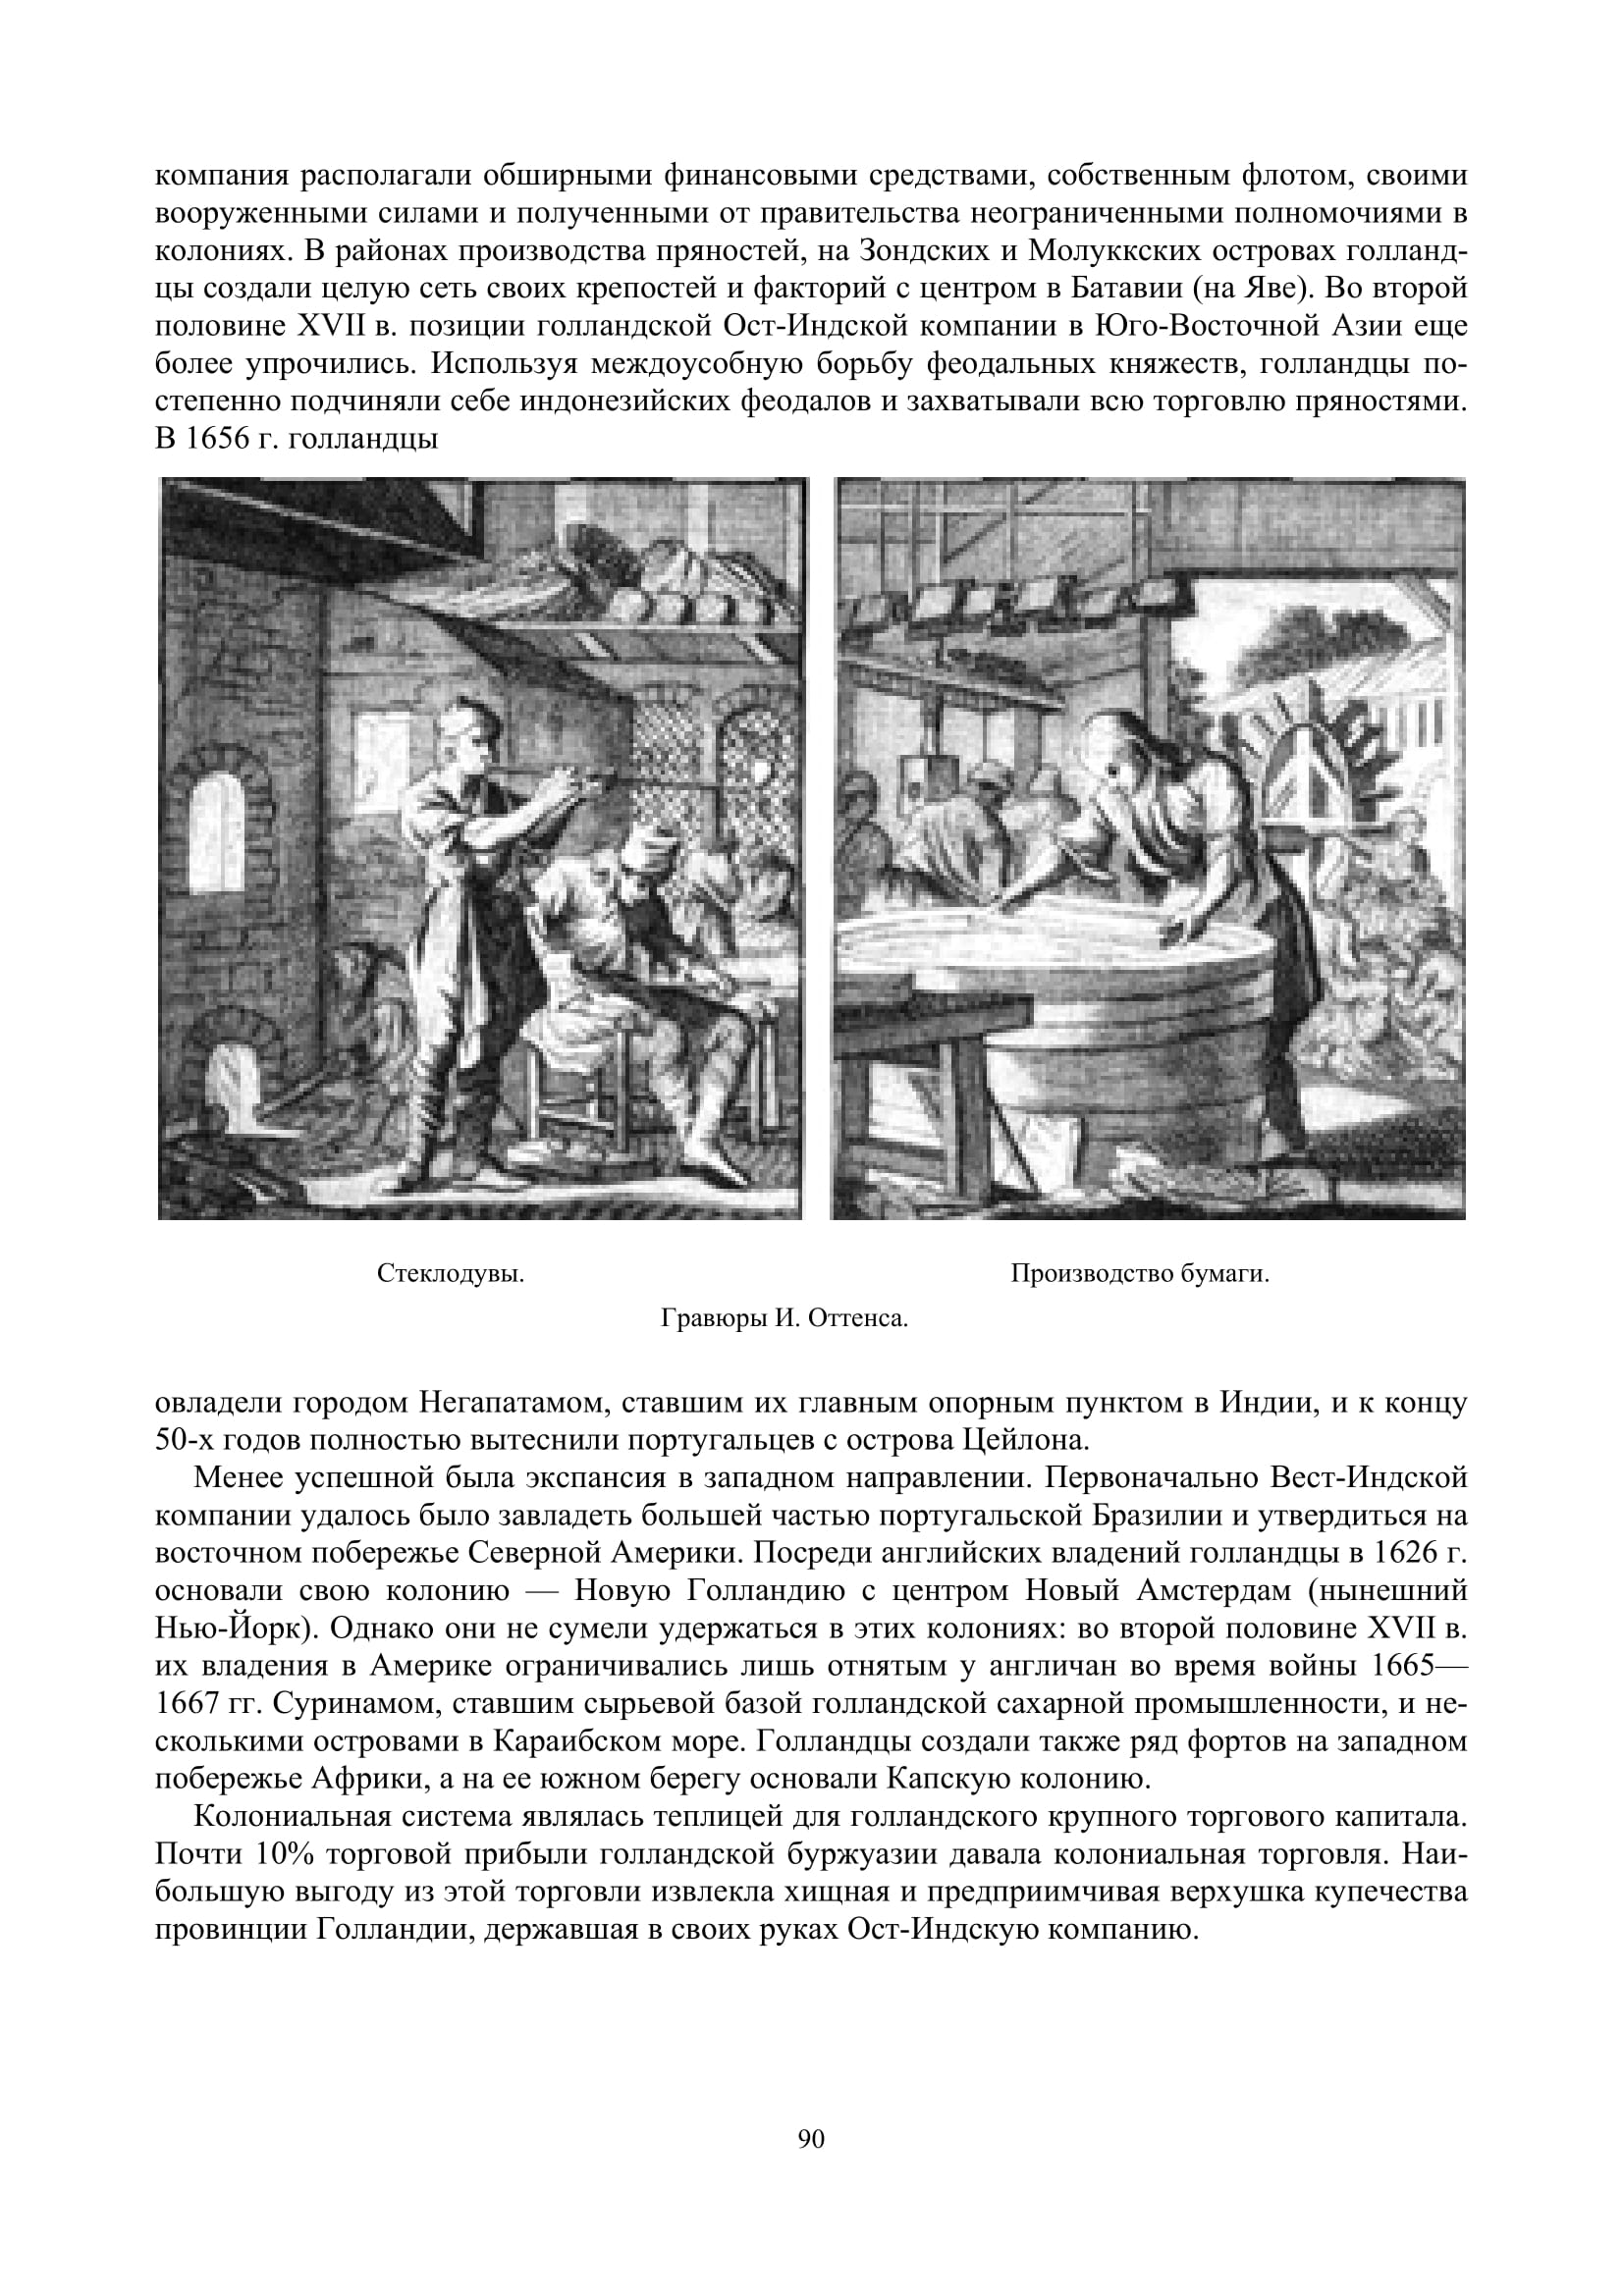 компания располагали обширными финансовыми средствами, собственным флотом, своими
вооруженными силами и полученными от правительства неограниченными полномочиями в
колониях. В районах производства пряностей, на Зондских и Молуккских островах голланд-
цы создали целую сеть своих крепостей и факторий с центром в Батавии (на Яве). Во второй
половине XVII в. позиции голландской Ост-Индской компании в Юго-Восточной Азии еще
более упрочились. Используя междоусобную борьбу феодальных княжеств, голландцы по-
степенно подчиняли себе индонезийских феодалов и захватывали всю торговлю пряностями.
В 1656 г. голландцы
Стеклодувы.
Производство бумаги.
Гравюры И. Оттенса.
овладели городом Негапатамом, ставшим их главным опорным пунктом в Индии, и к концу
50-х годов полностью вытеснили португальцев с острова Цейлона.
Менее успешной была экспансия в западном направлении. Первоначально Вест-Индской
компании удалось было завладеть большей частью португальской Бразилии и утвердиться на
восточном побережье Северной Америки. Посреди английских владений голландцы в 1626 г.
основали свою колонию — Новую Голландию с центром Новый Амстердам (нынешний
Нью-Йорк). Однако они не сумели удержаться в этих колониях: во второй половине XVII в.
их владения в Америке ограничивались лишь отнятым у англичан во время войны 1665—
1667 гг. Суринамом, ставшим сырьевой базой голландской сахарной промышленности, и не-
сколькими островами в Караибском море. Голландцы создали также ряд фортов на западном
побережье Африки, а на ее южном берегу основали Капскую колонию.
Колониальная система являлась теплицей для голландского крупного торгового капитала.
Почти 10% торговой прибыли голландской буржуазии давала колониальная торговля. Наи-
большую выгоду из этой торговли извлекла хищная и предприимчивая верхушка купечества
провинции Голландии, державшая в своих руках Ост-Индскую компанию.
90